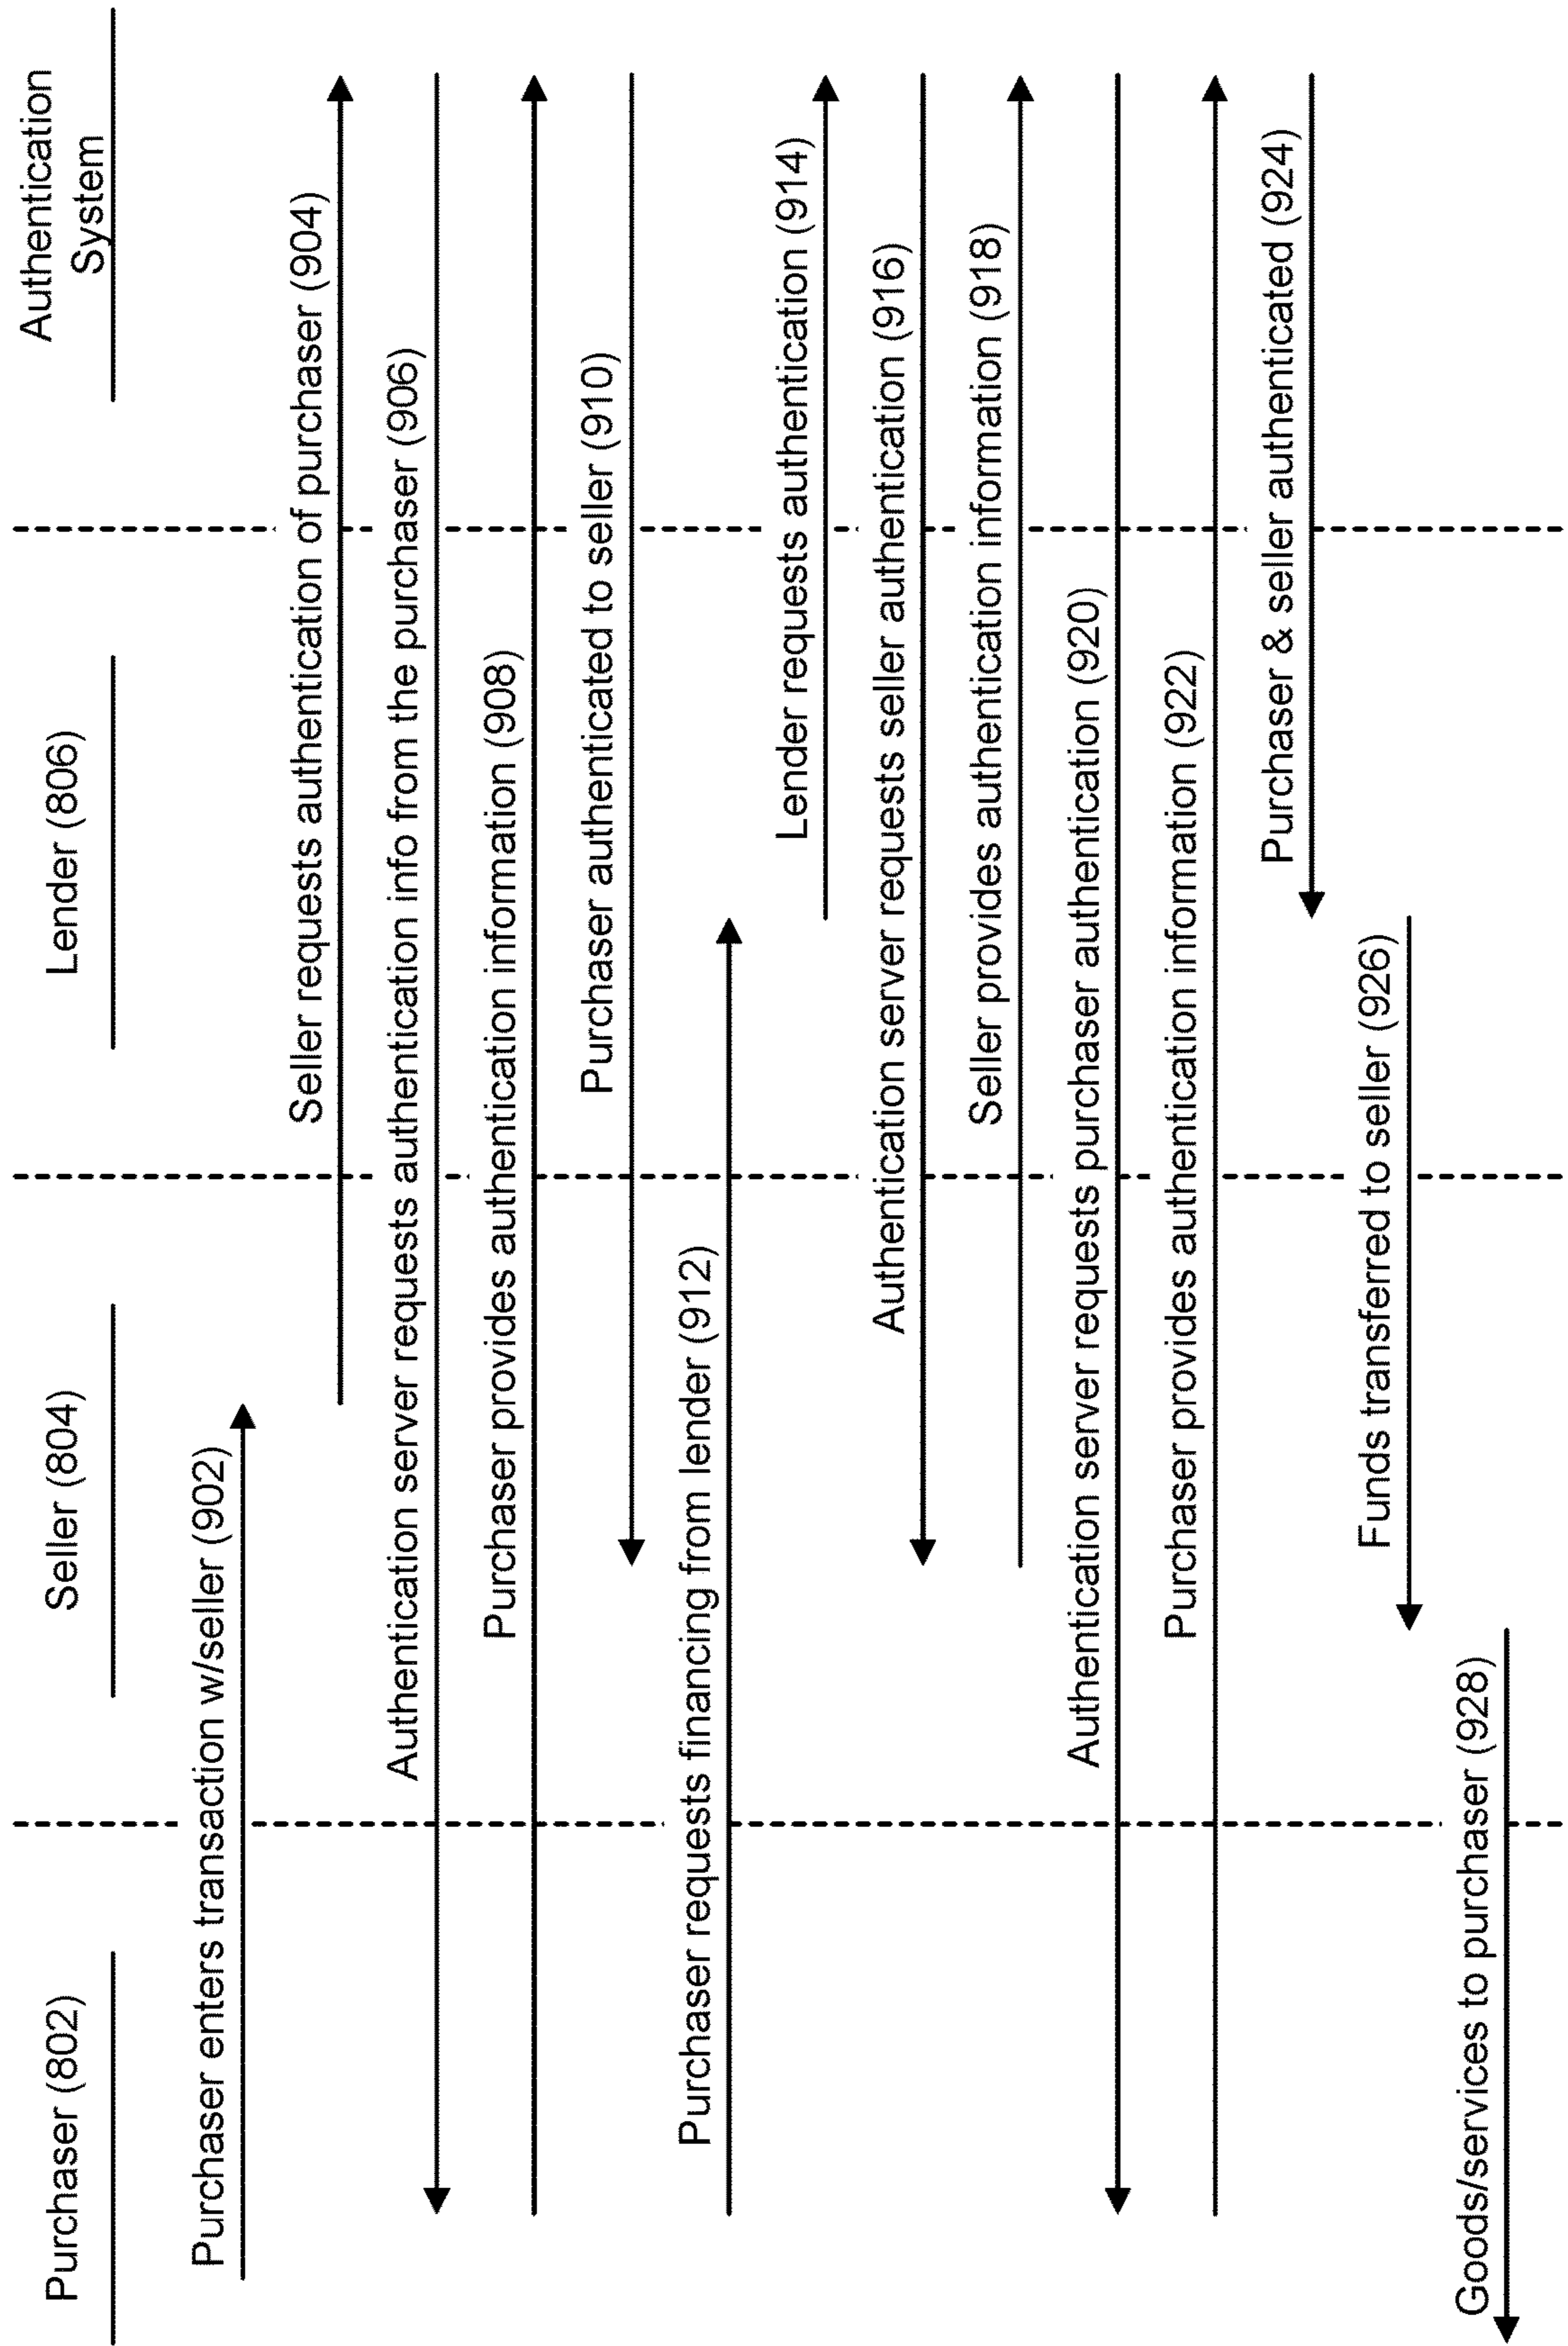 Purchaser (802)
Seller (804)
Lender (806)
Authentication
System
Purchaser enters transaction w/seller (902)
Seller requests authentication of purchaser (904)
Authentication server requests authentication info from the purchaser (906)
Purchaser provides authentication information (908)
Purchaser authenticated to seller (910)
Purchaser requests financing from lender (912)
Lender requests authentication (914)
Authentication server requests seller authentication (916)
Seller provides authentication information (918)
Authentication server requests purchaser authentication (920)
Purchaser provides authentication information (922)
Purchaser & seller authenticated (924)
Funds transferred to seller (926)
Goods/services to purchaser (928)